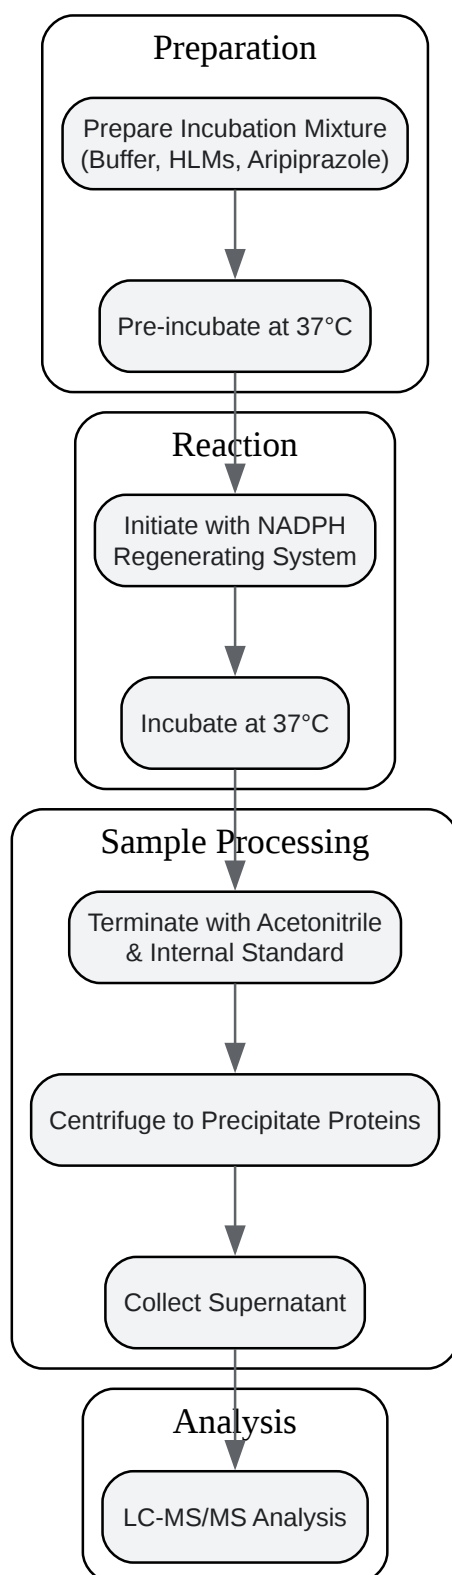 Preparation
Prepare Incubation Mixture
(Buffer, HLMs, Aripiprazole)
Pre-incubate at 37°C
Reaction
Initiate with NADPH
Regenerating System
Incubate at 37°C
Sample Processing
Terminate with Acetonitrile
& Internal Standard
Centrifuge to Precipitate Proteins
Collect Supernatant
Analysis
LC-MS/MS Analysis